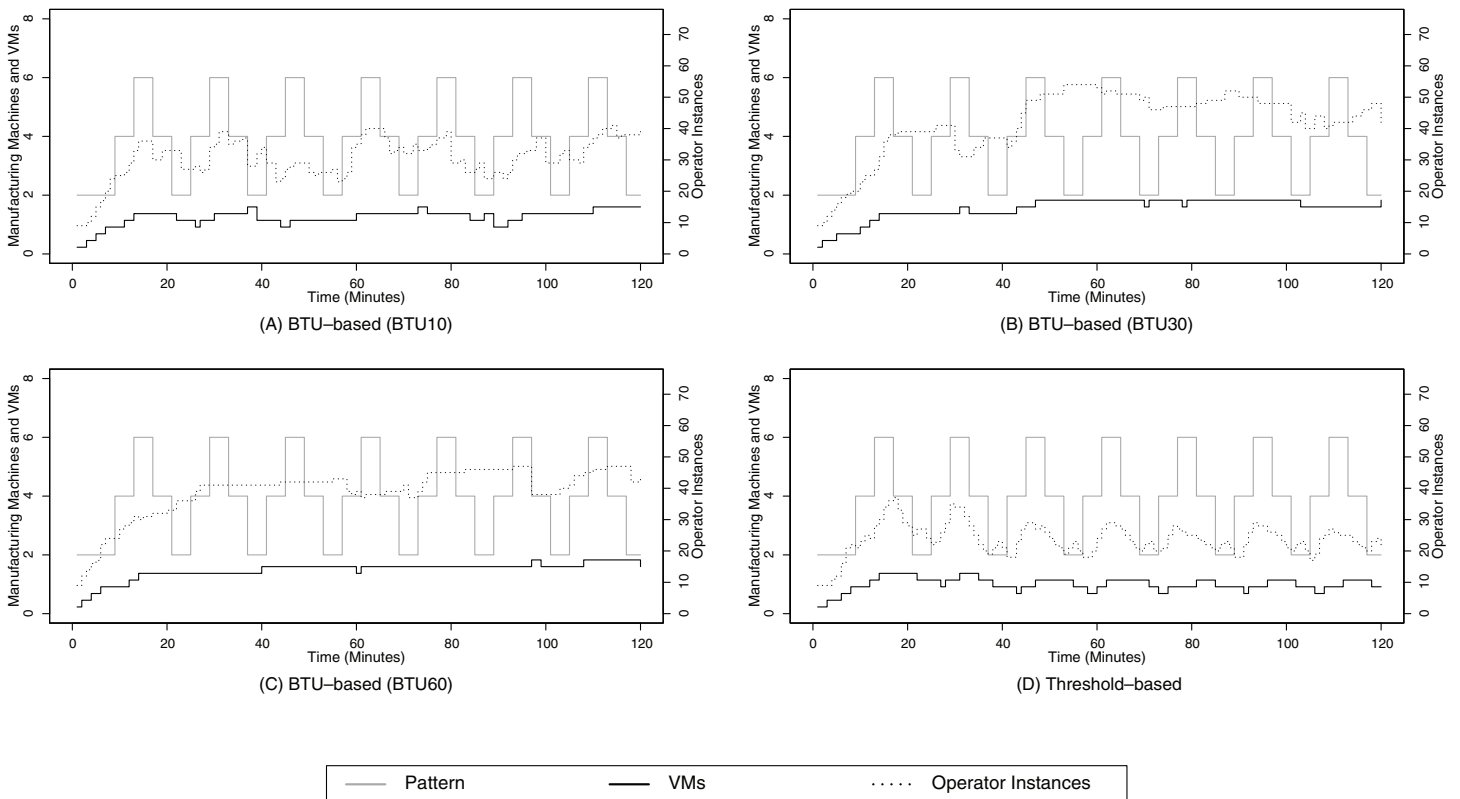 Manufacturing Machines and VMs
0 2 4 6 8
0 10 20 30 40 50 60 70
Operator Instances
0 20 40 60 80 100 120
Time (Minutes)
(A) BTU–based (BTU10)
Manufacturing Machines and VMs
0 2 4 6 8
0 10 20 30 40 50 60 70
Operator Instances
0 20 40 60 80 100 120
Time (Minutes)
(B) BTU–based (BTU30)
Manufacturing Machines and VMs
0 2 4 6 8
0 10 20 30 40 50 60 70
Operator Instances
0 20 40 60 80 100 120
Time (Minutes)
(C) BTU–based (BTU60)
Manufacturing Machines and VMs
0 2 4 6 8
0 10 20 30 40 50 60 70
Operator Instances
0 20 40 60 80 100 120
Time (Minutes)
(D) Threshold–based
Pattern VMs Operator Instances